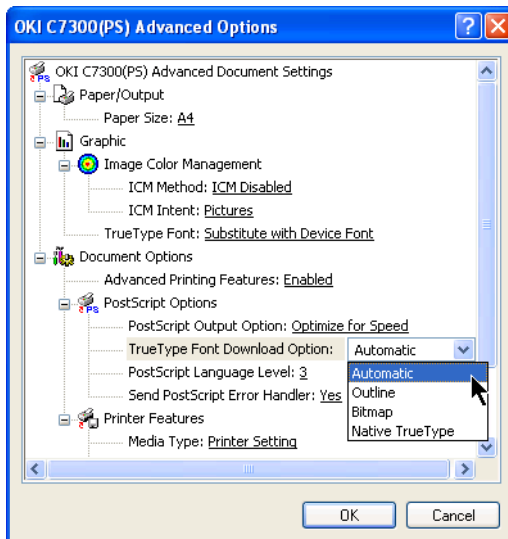 OKI C7300(PS) Advanced Options
OKI C7300(PS) Advanced Document Settings
Paper/Output
Paper Size: A4
Graphic
Image Color Management
ICM Method: ICM Disabled
ICM Intent: Pictures
TrueType Font: Substitute with Device Font
Document Options
Advanced Printing Features: Enabled
PostScript Options
PostScript Output Option: Optimize for Speed
TrueType Font Download Option: Automatic
PostScript Language Level: 3
Send PostScript Error Handler: Yes
Automatic
Outline
Bitmap
Native TrueType
Printer Features
Media Type: Printer Setting
OK
Cancel